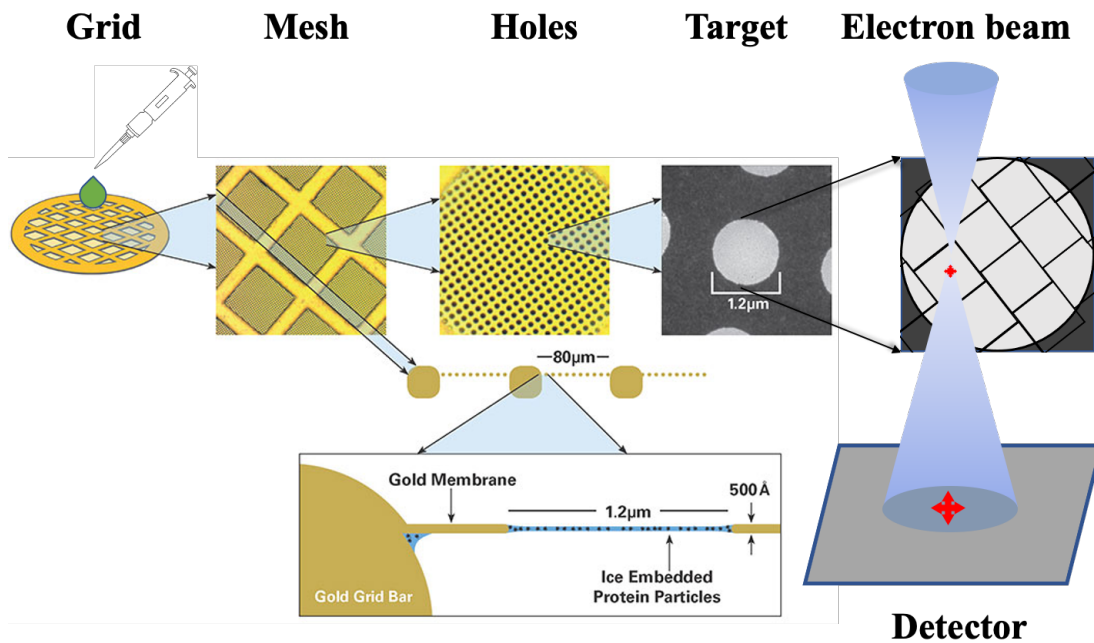 Grid
Mesh
Holes
Target
Electron beam
1.2µm
80µm
Gold Membrane
1.2µm
500Å
Ice Embedded
Protein Particles
Gold Grid Bar
Detector